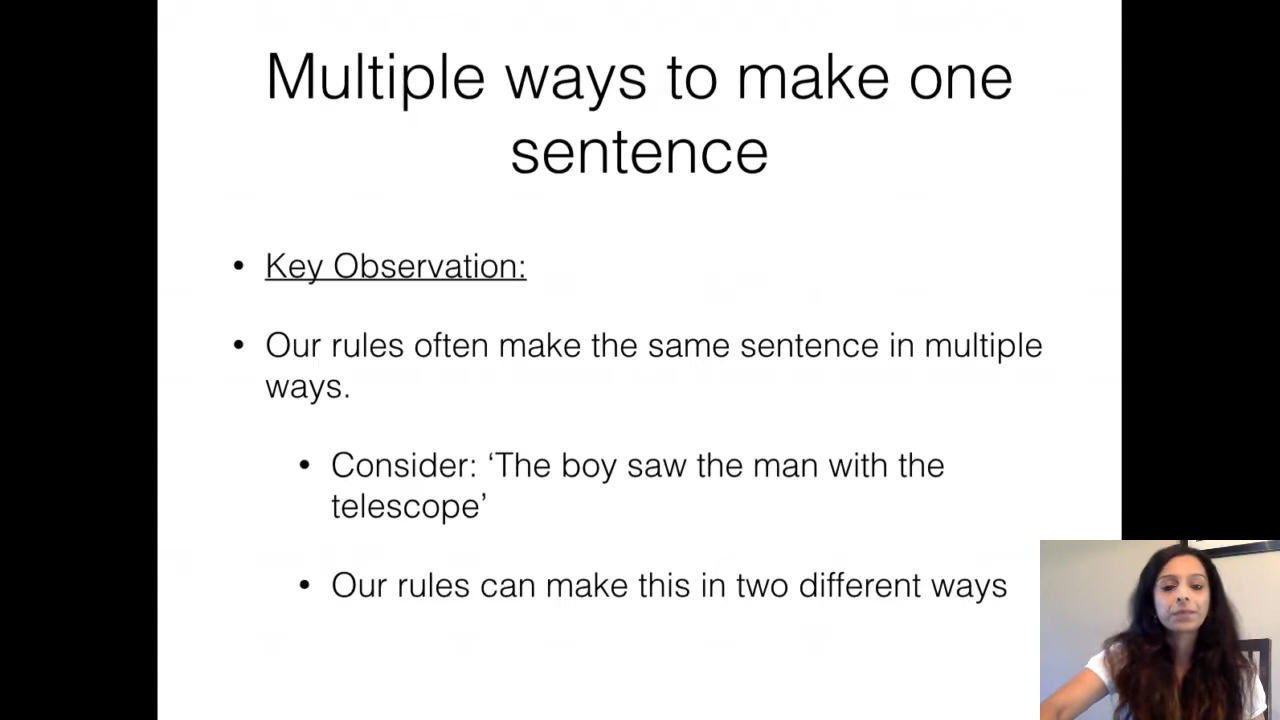 Multiple ways to make one
sentence
• Key Observation:
• Our rules often make the same sentence in multiple
ways.
• Consider: ‘The boy saw the man with the
telescope’
• Our rules can make this in two different ways